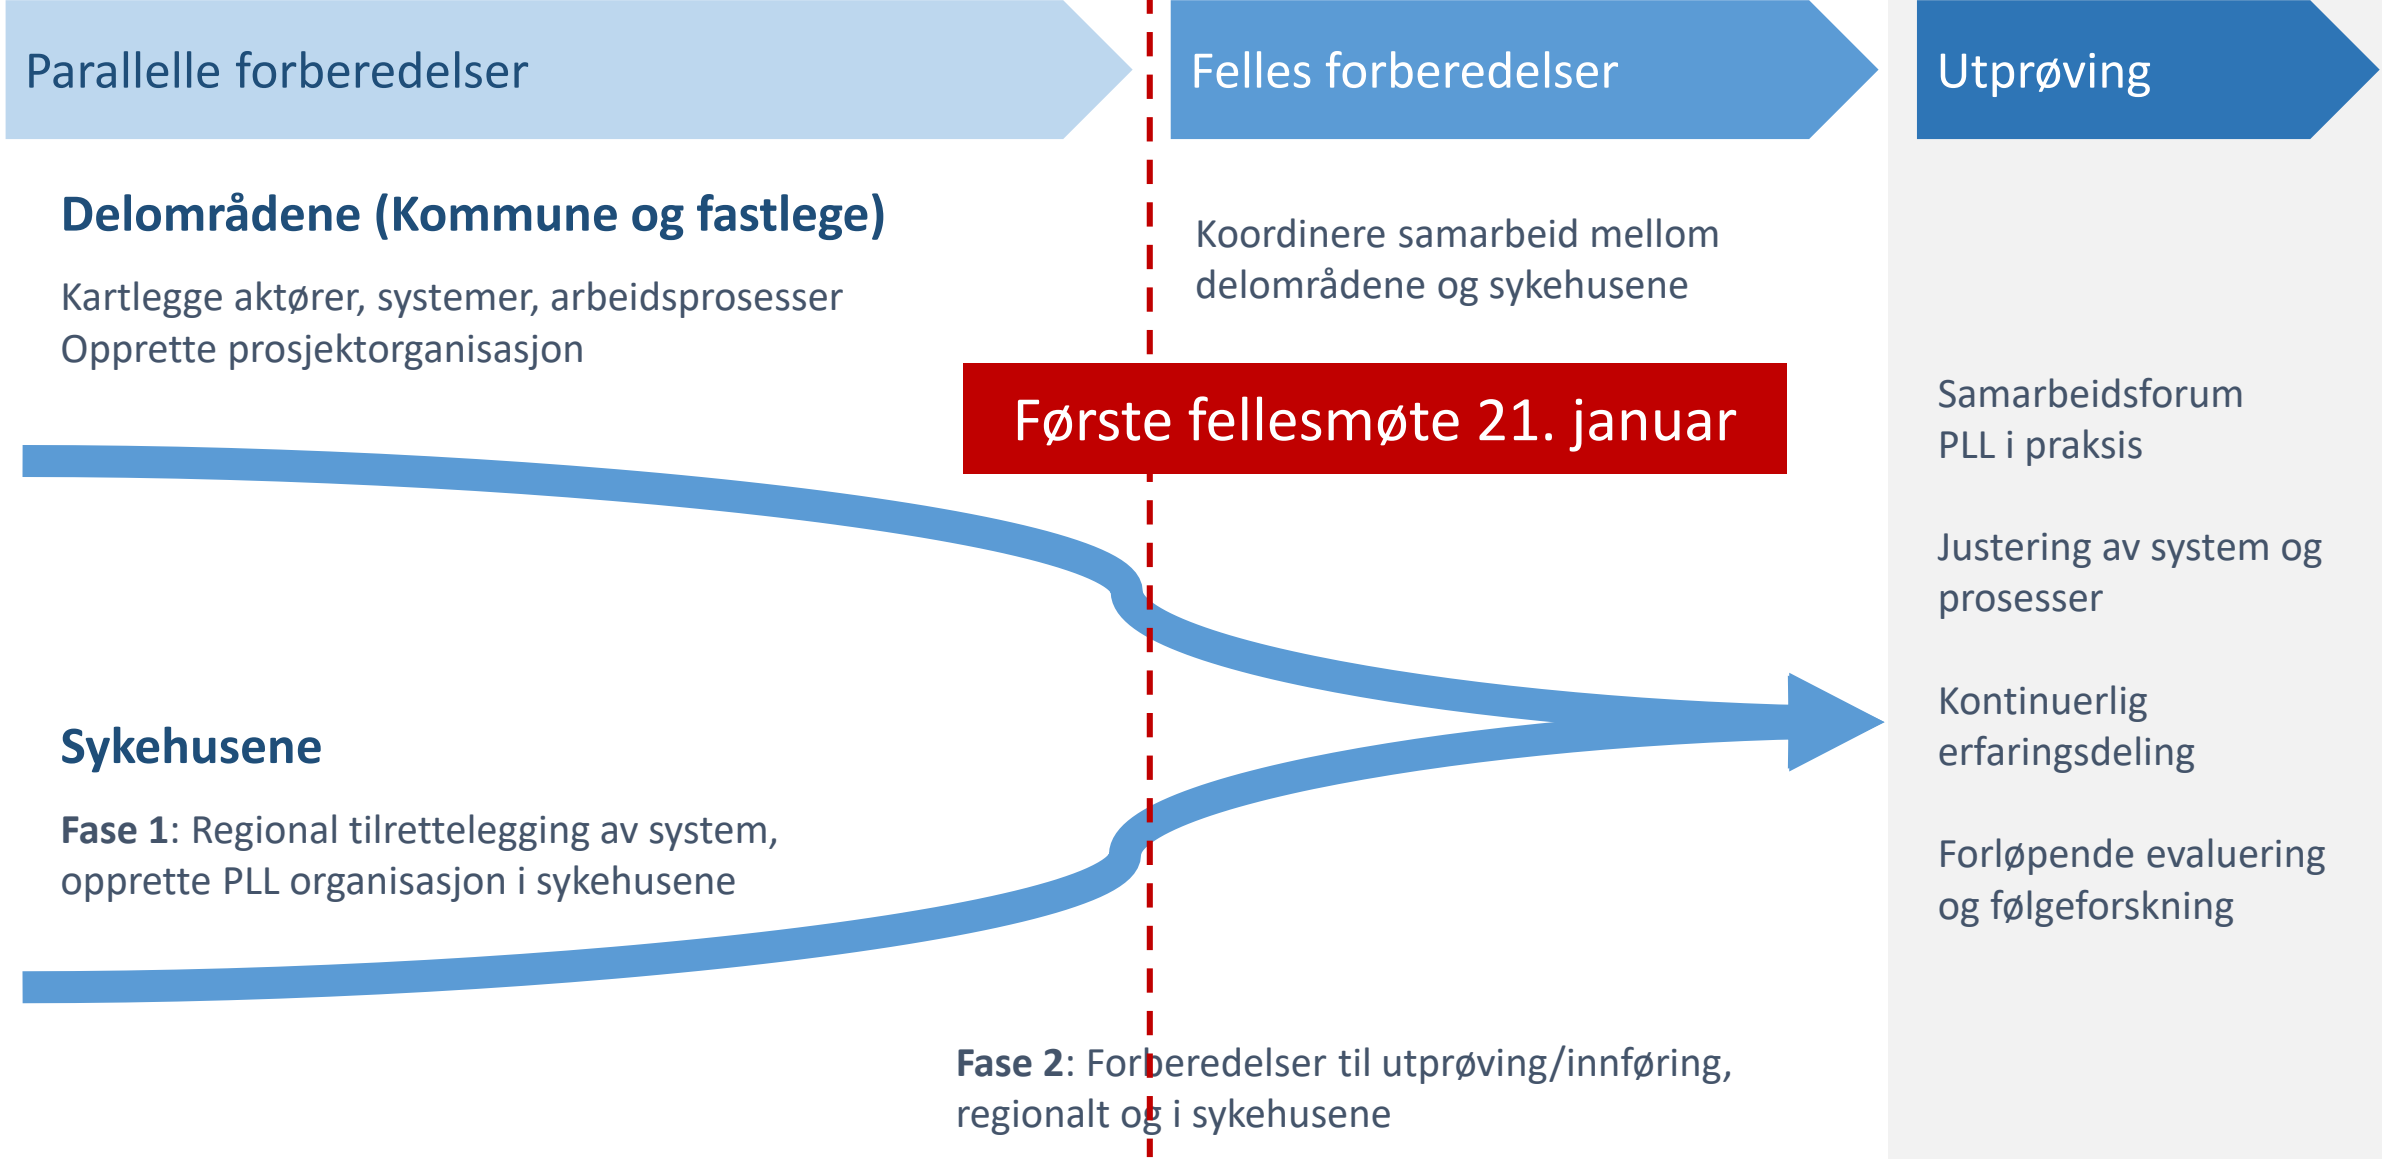 Parallelle forberedelser
Felles forberedelser
Utprøving
Delområdene (Kommune og fastlege)
Kartlegge aktører, systemer, arbeidsprosesser
Opprette prosjektorganisasjon
Koordinere samarbeid mellom
delområdene og sykehusene
Første fellesmøte 21. januar
Sykehusene
Fase 1: Regional tilrettelegging av system,
opprette PLL organisasjon i sykehusene
Fase 2: Forberedelser til utprøving/innføring,
regionalt og i sykehusene
Samarbeidsforum
PLL i praksis
Justering av system og
prosesser
Kontinuerlig
erfaringsdeling
Forløpende evaluering
og følgeforskning